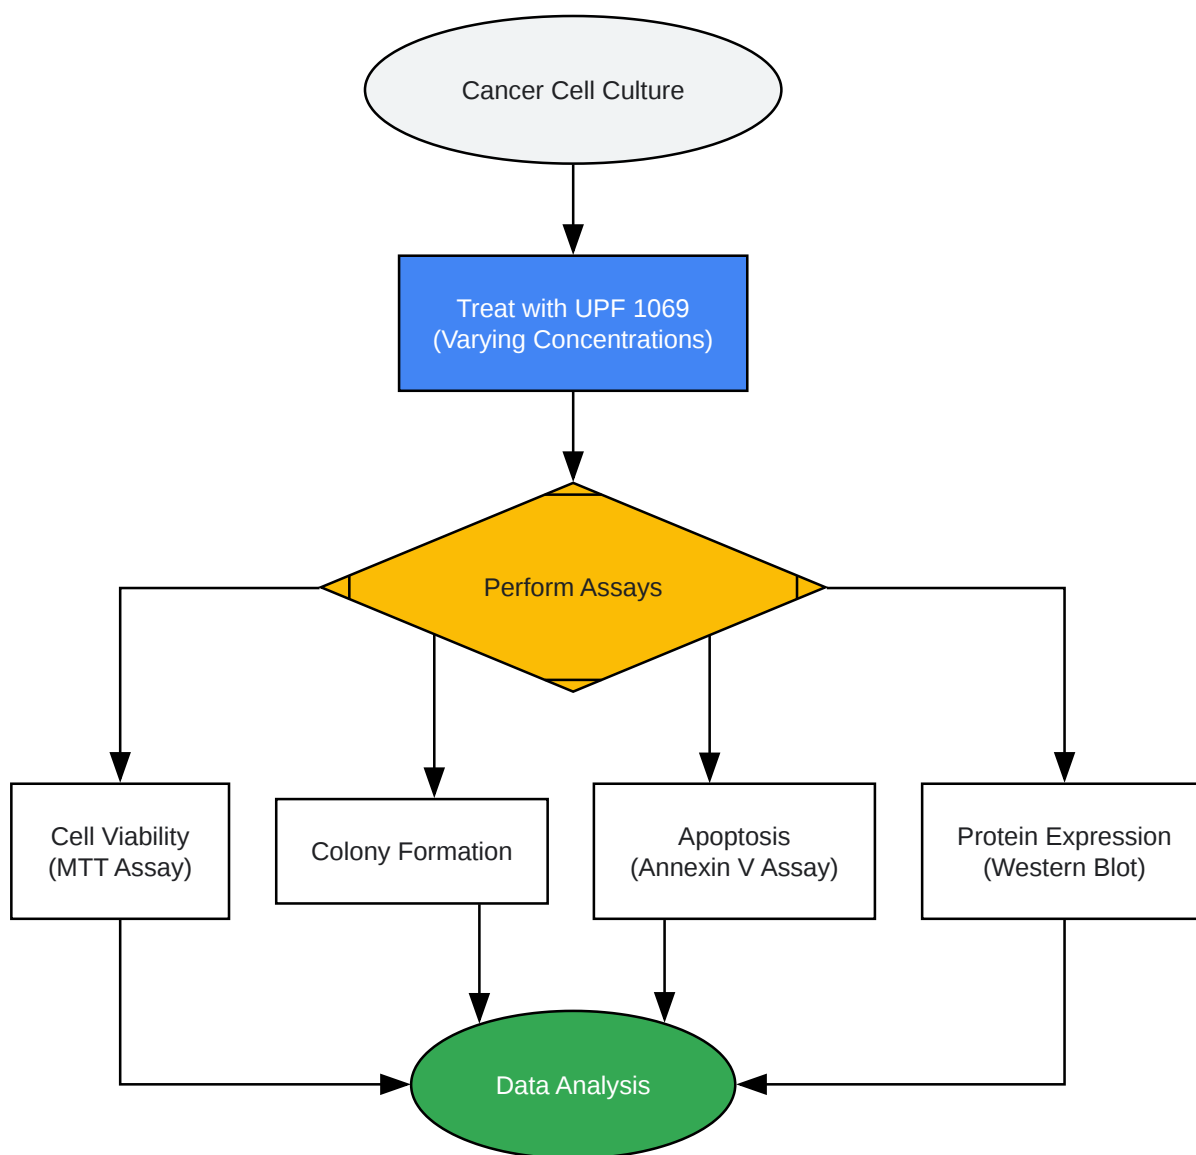 Cancer Cell Culture
Treat with UPF 1069
(Varying Concentrations)
Perform Assays
Cell Viability
(MTT Assay)
Colony Formation
Apoptosis
(Annexin V Assay)
Protein Expression
(Western Blot)
Data Analysis